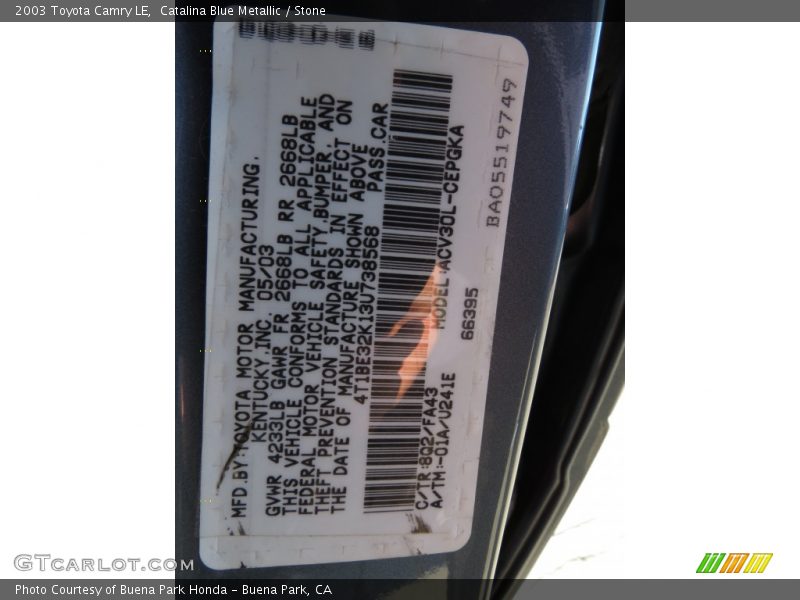 2003 Toyota Camry LE,  Catalina Blue Metallic / Stone
MFD.BY:TOYOTA MOTOR MANUFACTURING.
KENTUCKY,INC. 05/03
GVWR 4233LB GAWR FR 2668LB RR 2668LB
THIS VEHICLE CONFORMS TO ALL APPLICABLE
FEDERAL MOTOR VEHICLE SAFETY,BUMPER, AND
THEFT PREVENTION STANDARDS IN EFFECT ON
THE DATE OF MANUFACTURE SHOWN ABOVE
4T1BE32K13U738568 PASS.CAR
C/TR:8Q2/FA43 MODEL:ACV30L-CEPGKA
A/TM:-01A/U241E
66395
BA05519749
GTCarLot.com
Photo Courtesy of Buena Park Honda – Buena Park, CA